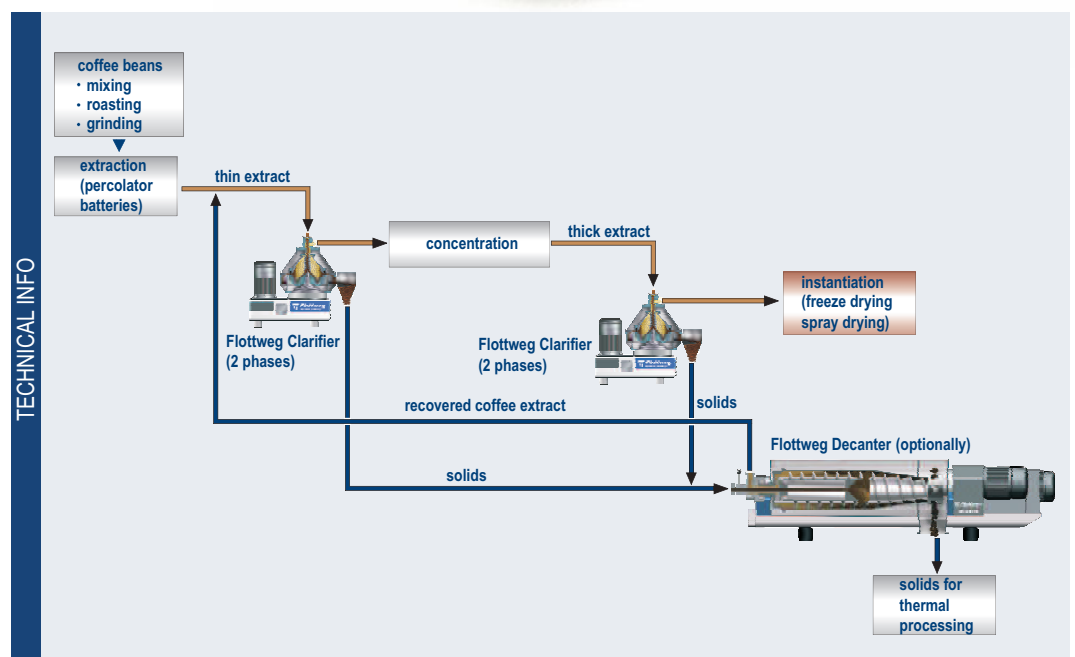 TECHNICAL INFO
coffee beans
· mixing
· roasting
· grinding
extraction
(percolator
batteries)
thin extract
concentration
thick extract
instantiation
(freeze drying
spray drying)
Flottweg
Flottweg Clarifier
(2 phases)
Flottweg
Flottweg Clarifier
(2 phases)
solids
recovered coffee extract
Flottweg Decanter (optionally)
solids
solids for
thermal
processing